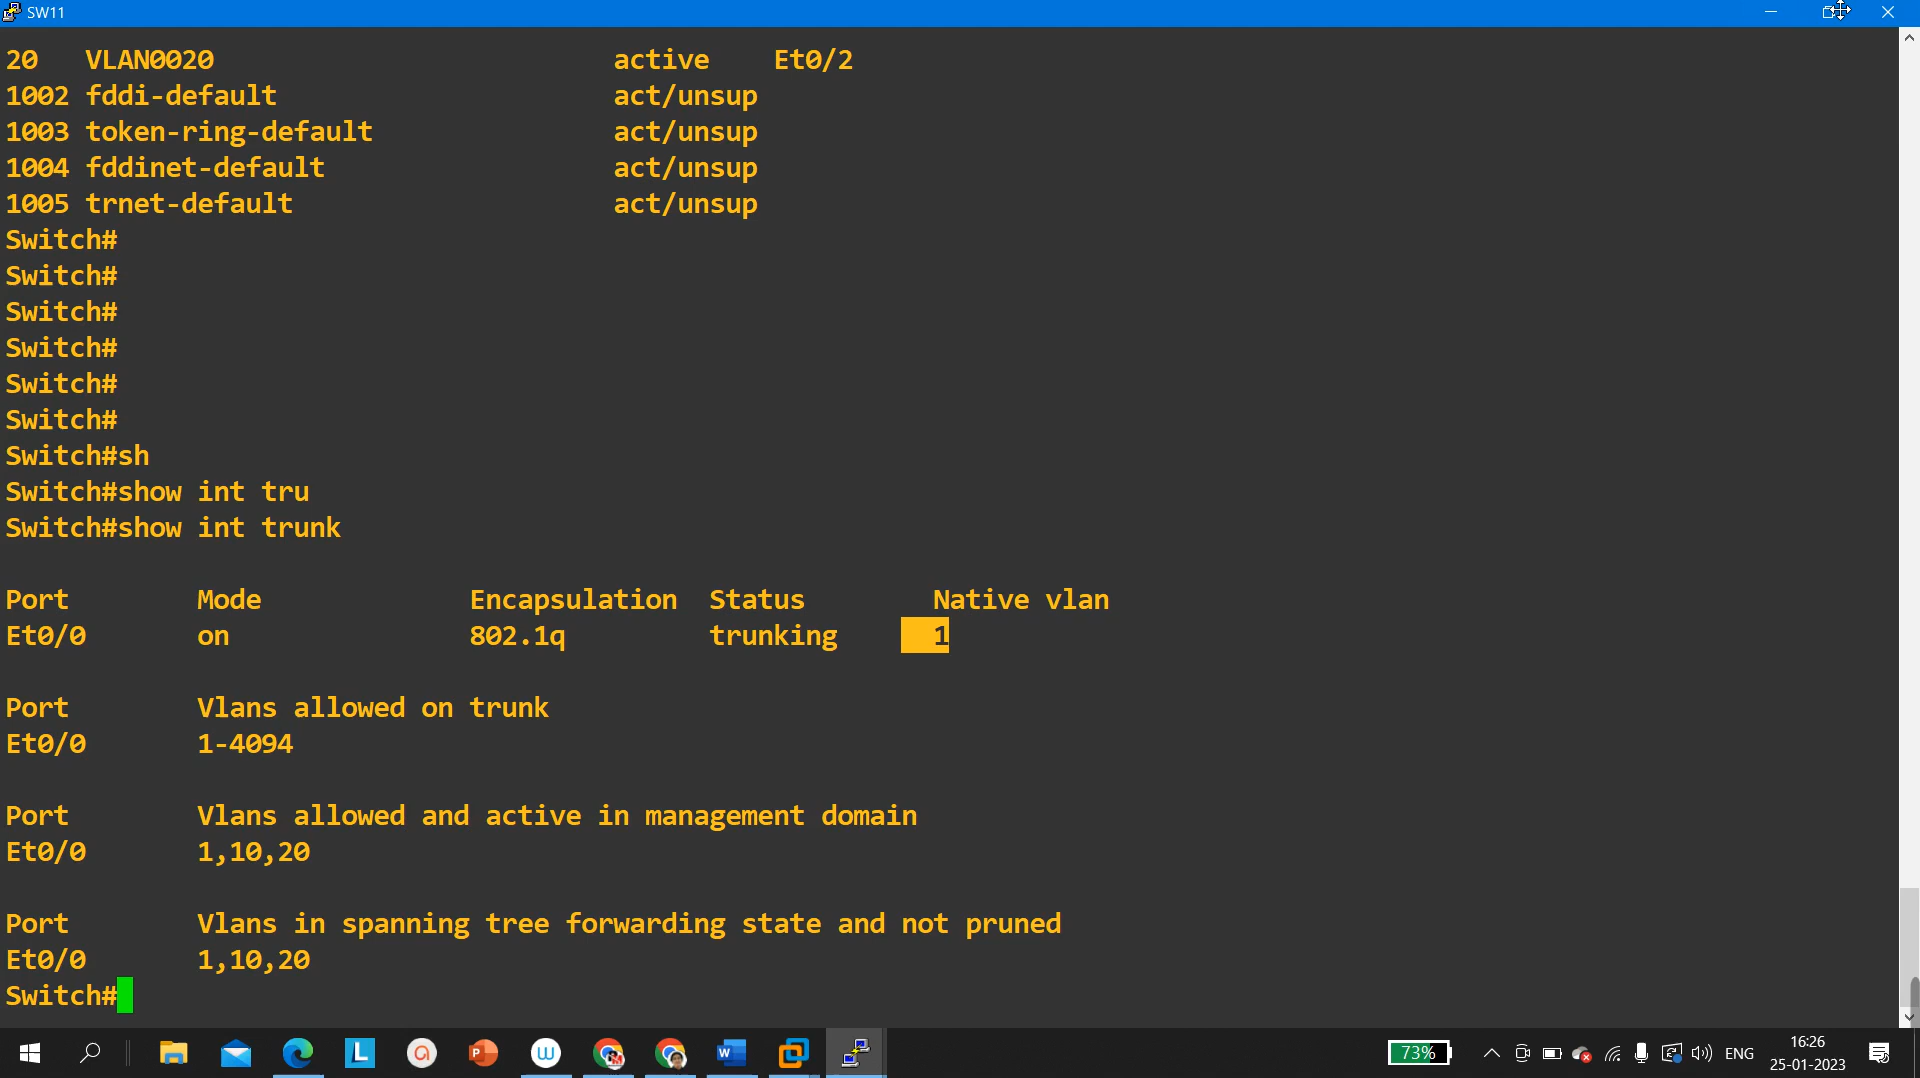 SW11
20   VLAN0020                         active    Et0/2
1002 fddi-default                     act/unsup
1003 token-ring-default               act/unsup
1004 fddinet-default                  act/unsup
1005 trnet-default                    act/unsup
Switch#
Switch#
Switch#
Switch#
Switch#
Switch#
Switch#sh
Switch#show int tru
Switch#show int trunk
Port        Mode             Encapsulation  Status        Native vlan
Et0/0       on               802.1q         trunking      1
Port        Vlans allowed on trunk
Et0/0       1-4094
Port        Vlans allowed and active in management domain
Et0/0       1,10,20
Port        Vlans in spanning tree forwarding state and not pruned
Et0/0       1,10,20
Switch#
73%
ENG
16:26
25-01-2023